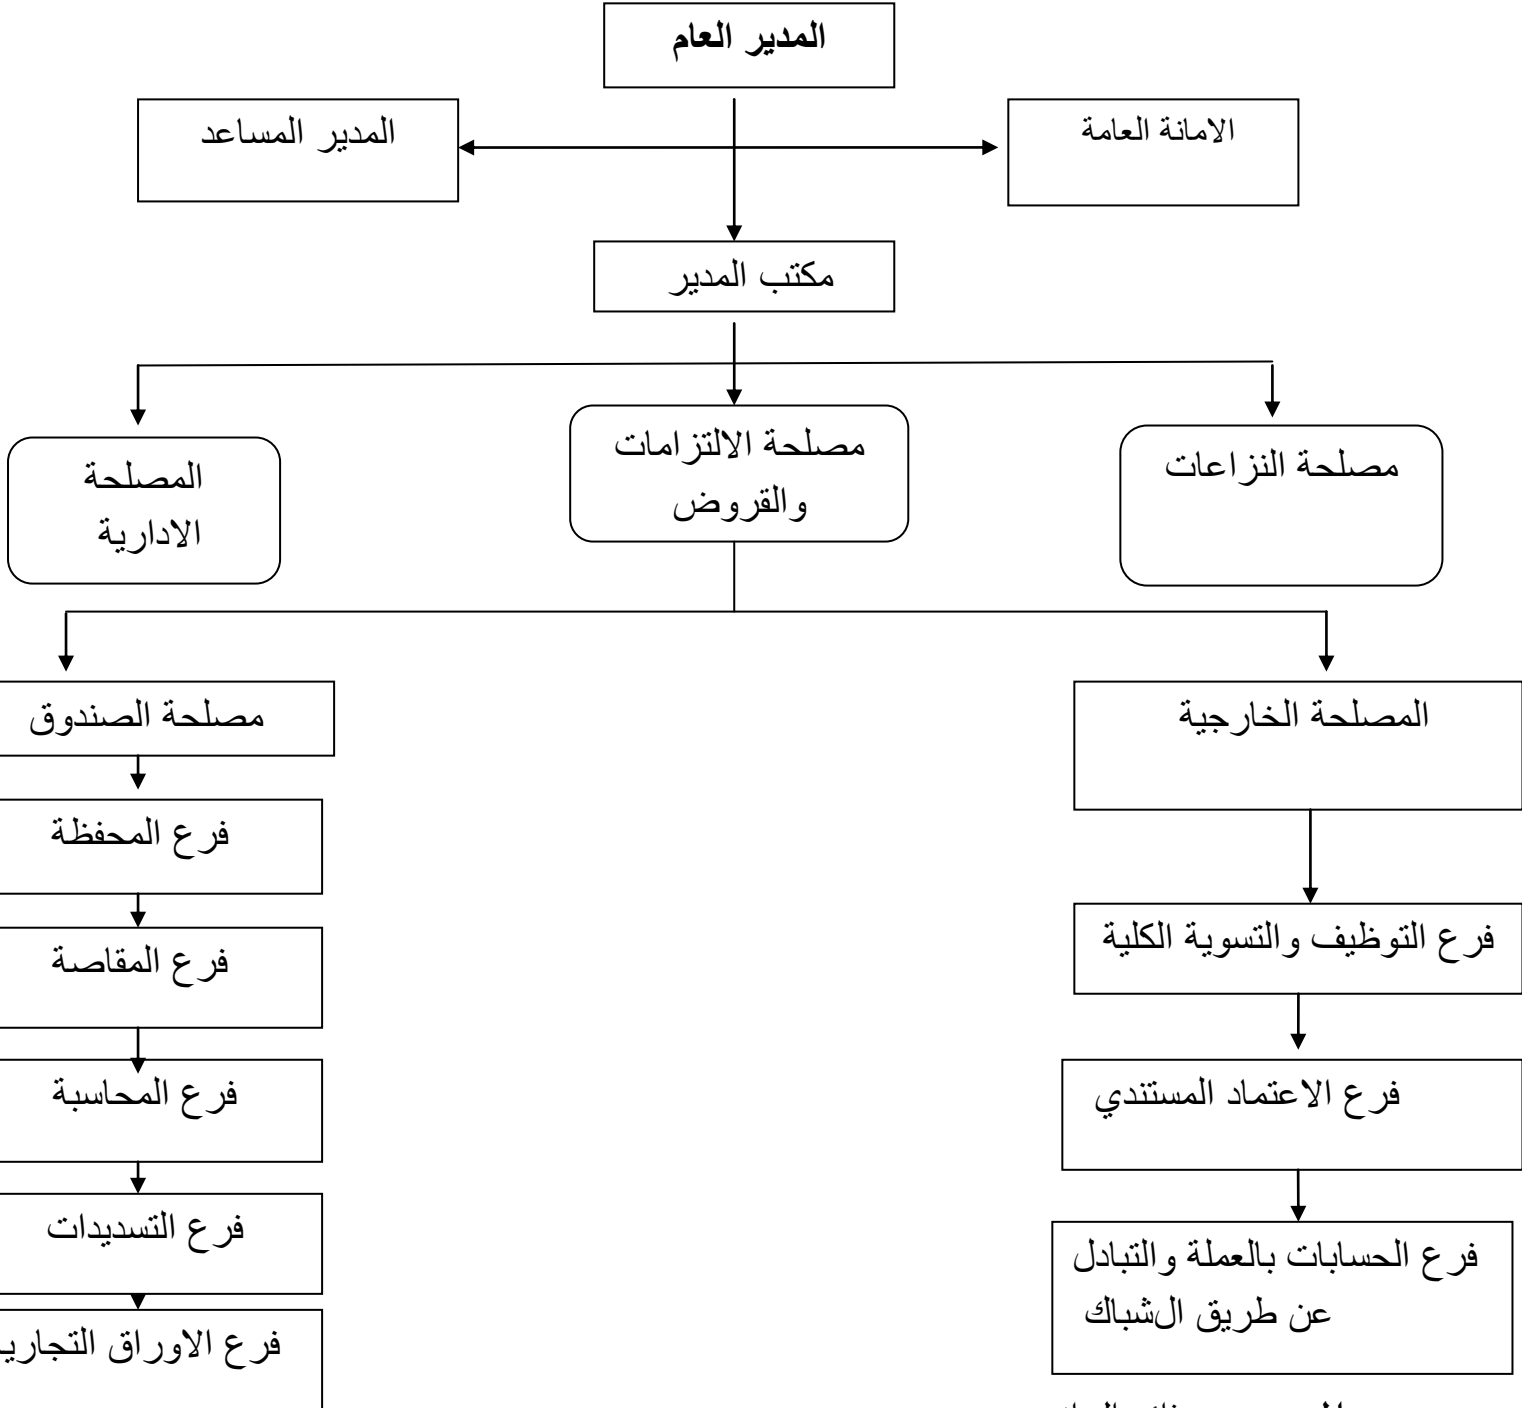 المدير العام
الامانة العامة
المدير المساعد
مكتب المدير
مصلحة النزاعات
مصلحة الالتزامات
والقروض
المصلحة
الادارية
المصلحة الخارجية
مصلحة الصندوق
فرع التوظيف والتسوية الكلية
فرع الاعتماد المستندي
فرع الحسابات بالعملة والتبادل
عن طريق الشباك
فرع المحفظة
فرع المقاصة
فرع المحاسبة
فرع التسديدات
فرع الاوراق